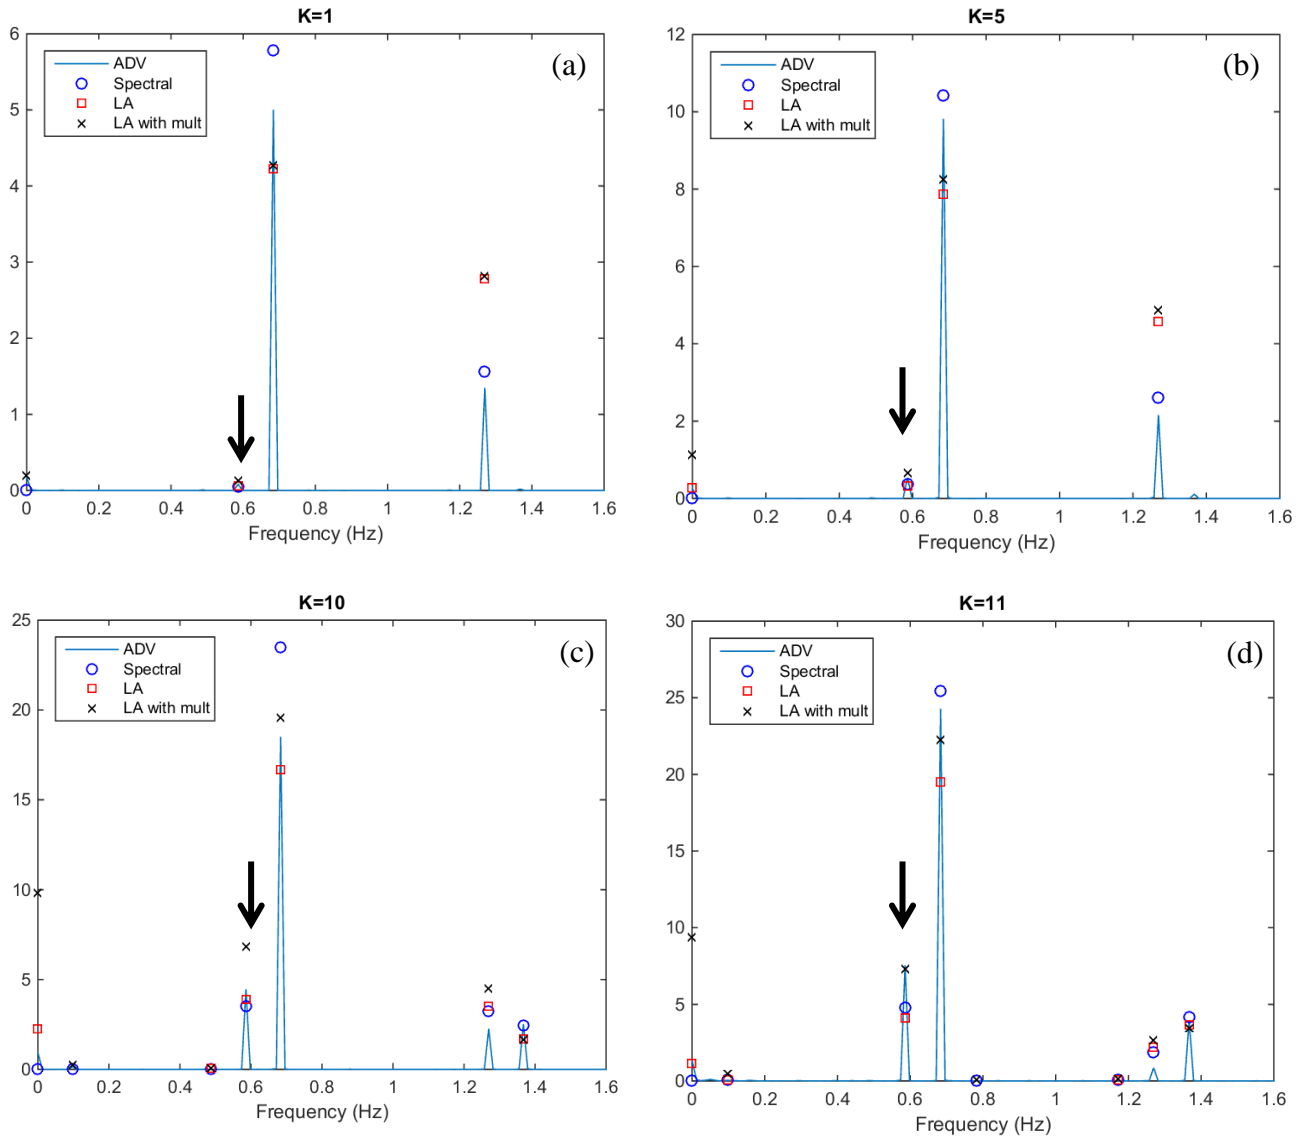 K=1
6
5
4
3
2
1
0
ADV
Spectral
LA
LA with mult
(a)
0 0.2 0.4 0.6 0.8 1 1.2 1.4 1.6
Frequency (Hz)
K=5
12
10
8
6
4
2
0
ADV
Spectral
LA
LA with mult
(b)
0 0.2 0.4 0.6 0.8 1 1.2 1.4 1.6
Frequency (Hz)
K=10
25
20
15
10
5
0
ADV
Spectral
LA
LA with mult
(c)
0 0.2 0.4 0.6 0.8 1 1.2 1.4 1.6
Frequency (Hz)
K=11
30
25
20
15
10
5
0
ADV
Spectral
LA
LA with mult
(d)
0 0.2 0.4 0.6 0.8 1 1.2 1.4 1.6
Frequency (Hz)